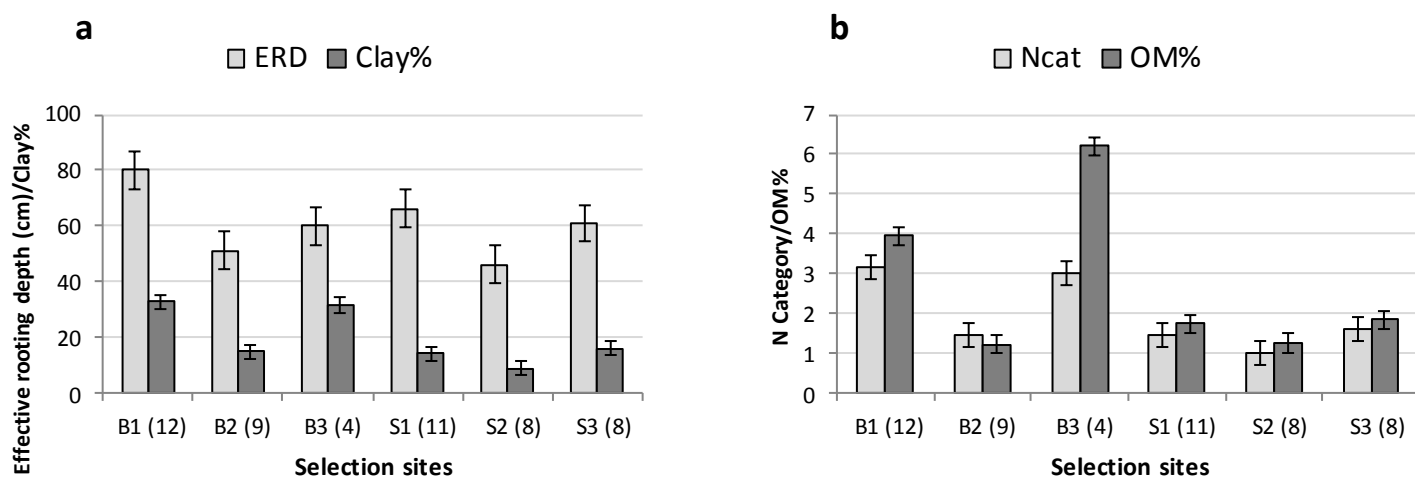 a
ERD Clay%
Effective rooting depth (cm)/Clay%
100
80
60
40
20
0
B1 (12) B2 (9) B3 (4) S1 (11) S2 (8) S3 (8)
Selection sites
b
Ncat OM%
N Category/OM%
7
6
5
4
3
2
1
0
B1 (12) B2 (9) B3 (4) S1 (11) S2 (8) S3 (8)
Selection sites